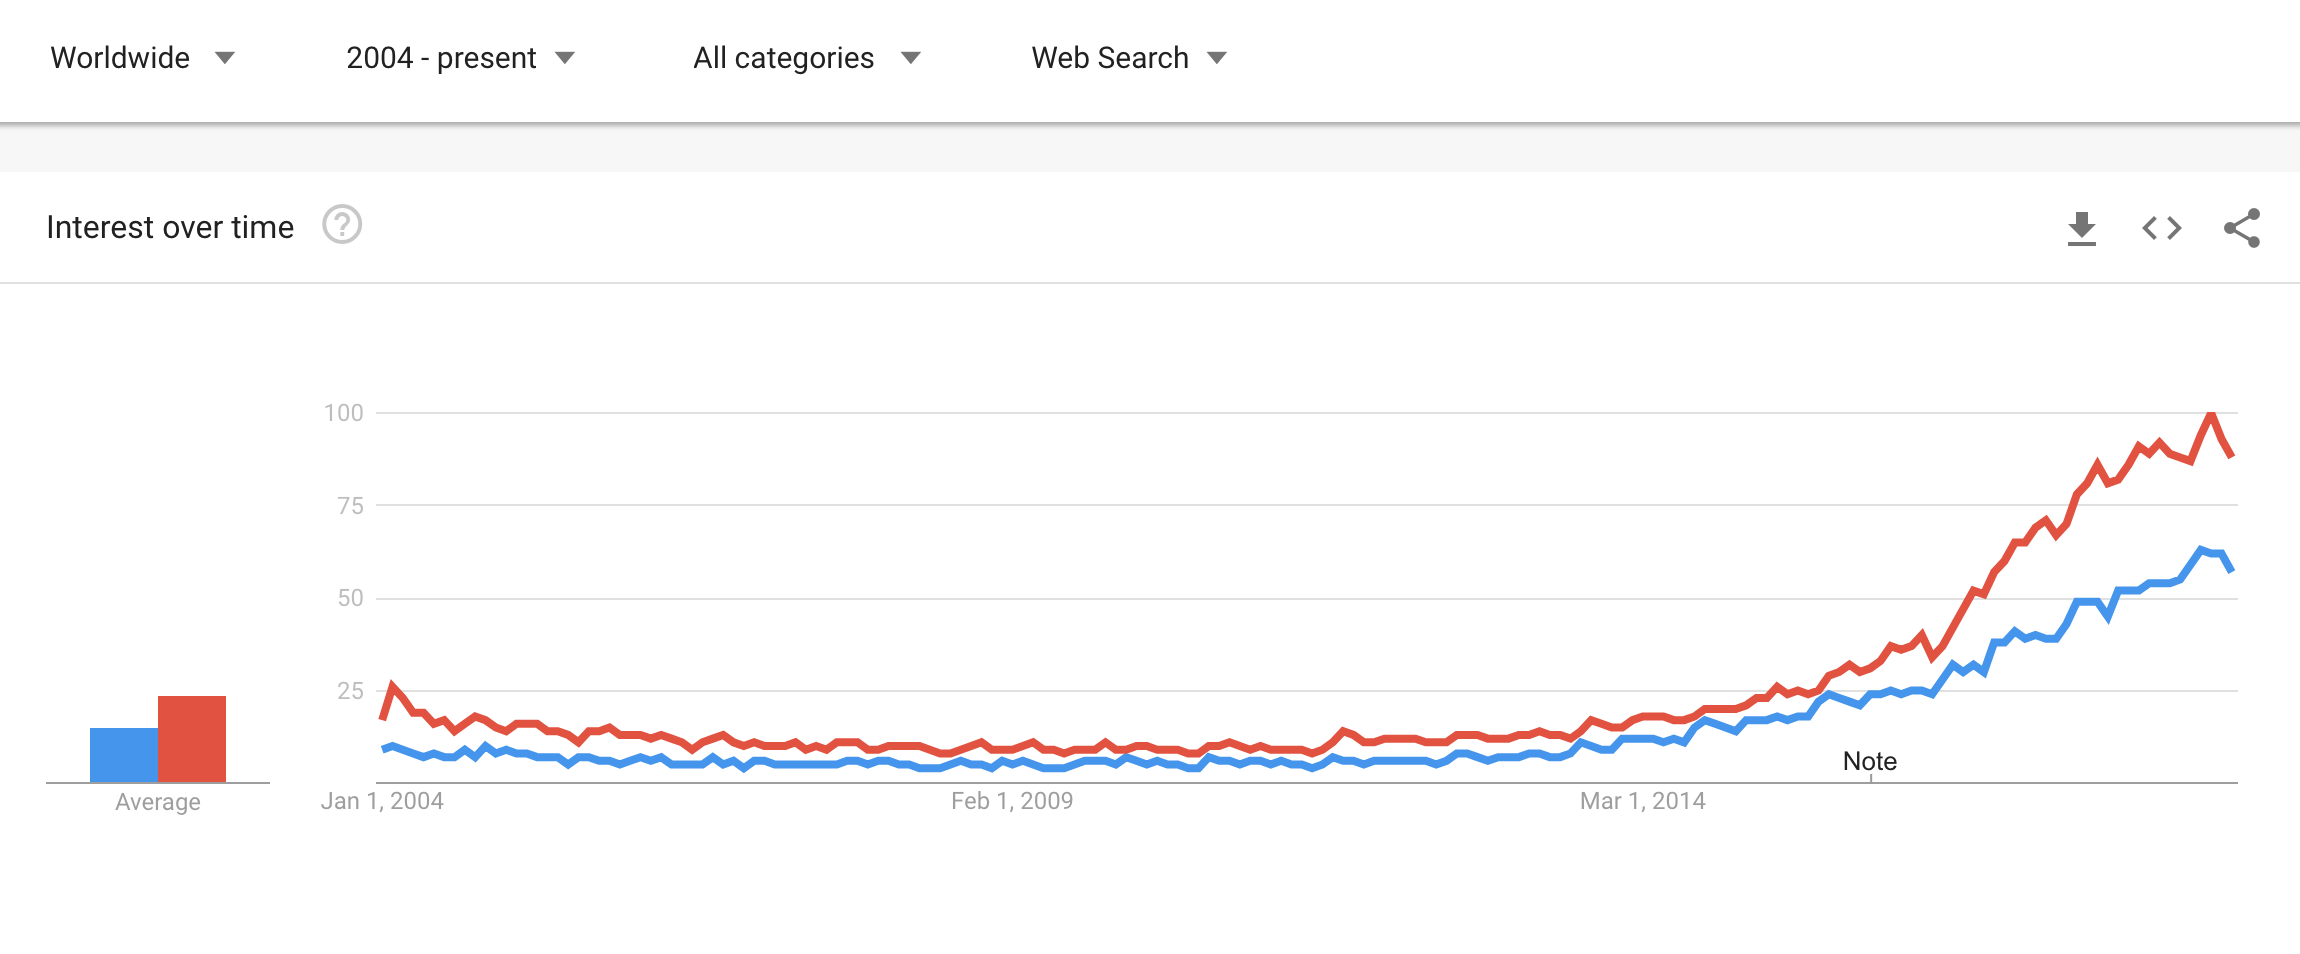 Worldwide 2004 - present All categories Web Search
Interest over time ?
100
75
50
25
Note
Average
Jan 1, 2004 Feb 1, 2009 Mar 1, 2014